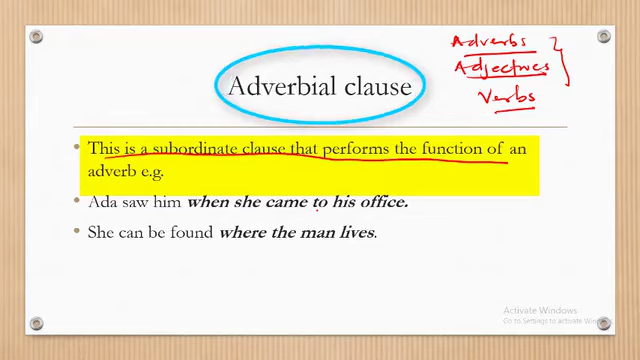 Adverbs
Adjectives
Verbs
Adverbial clause
• This is a subordinate clause that performs the function of an
adverb e.g.
• Ada saw him when she came to his office.
• She can be found where the man lives.
Activate Windows
Go to Settings to activate Windows.